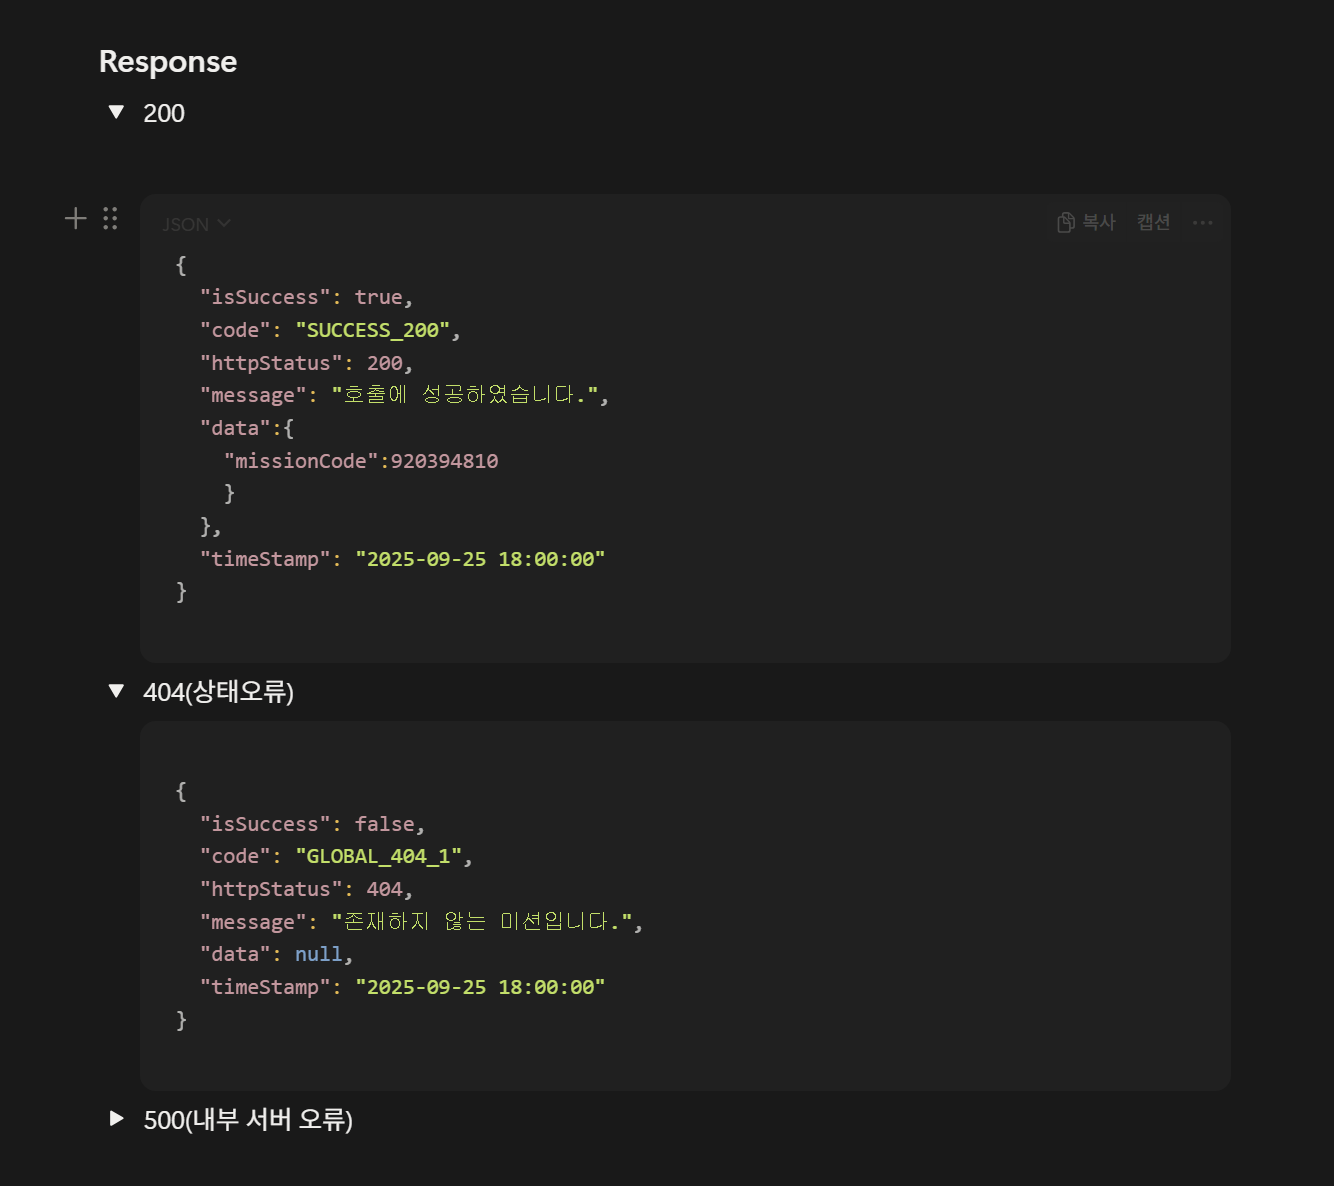 Response
200
JSON
복사 캡션
{
  "isSuccess": true,
  "code": "SUCCESS_200",
  "httpStatus": 200,
  "message": "호출에 성공하였습니다.",
  "data":{
    "missionCode":920394810
    }
  },
  "timeStamp": "2025-09-25 18:00:00"
}
404(상태오류)
{
  "isSuccess": false,
  "code": "GLOBAL_404_1",
  "httpStatus": 404,
  "message": "존재하지 않는 미션입니다.",
  "data": null,
  "timeStamp": "2025-09-25 18:00:00"
}
500(내부 서버 오류)